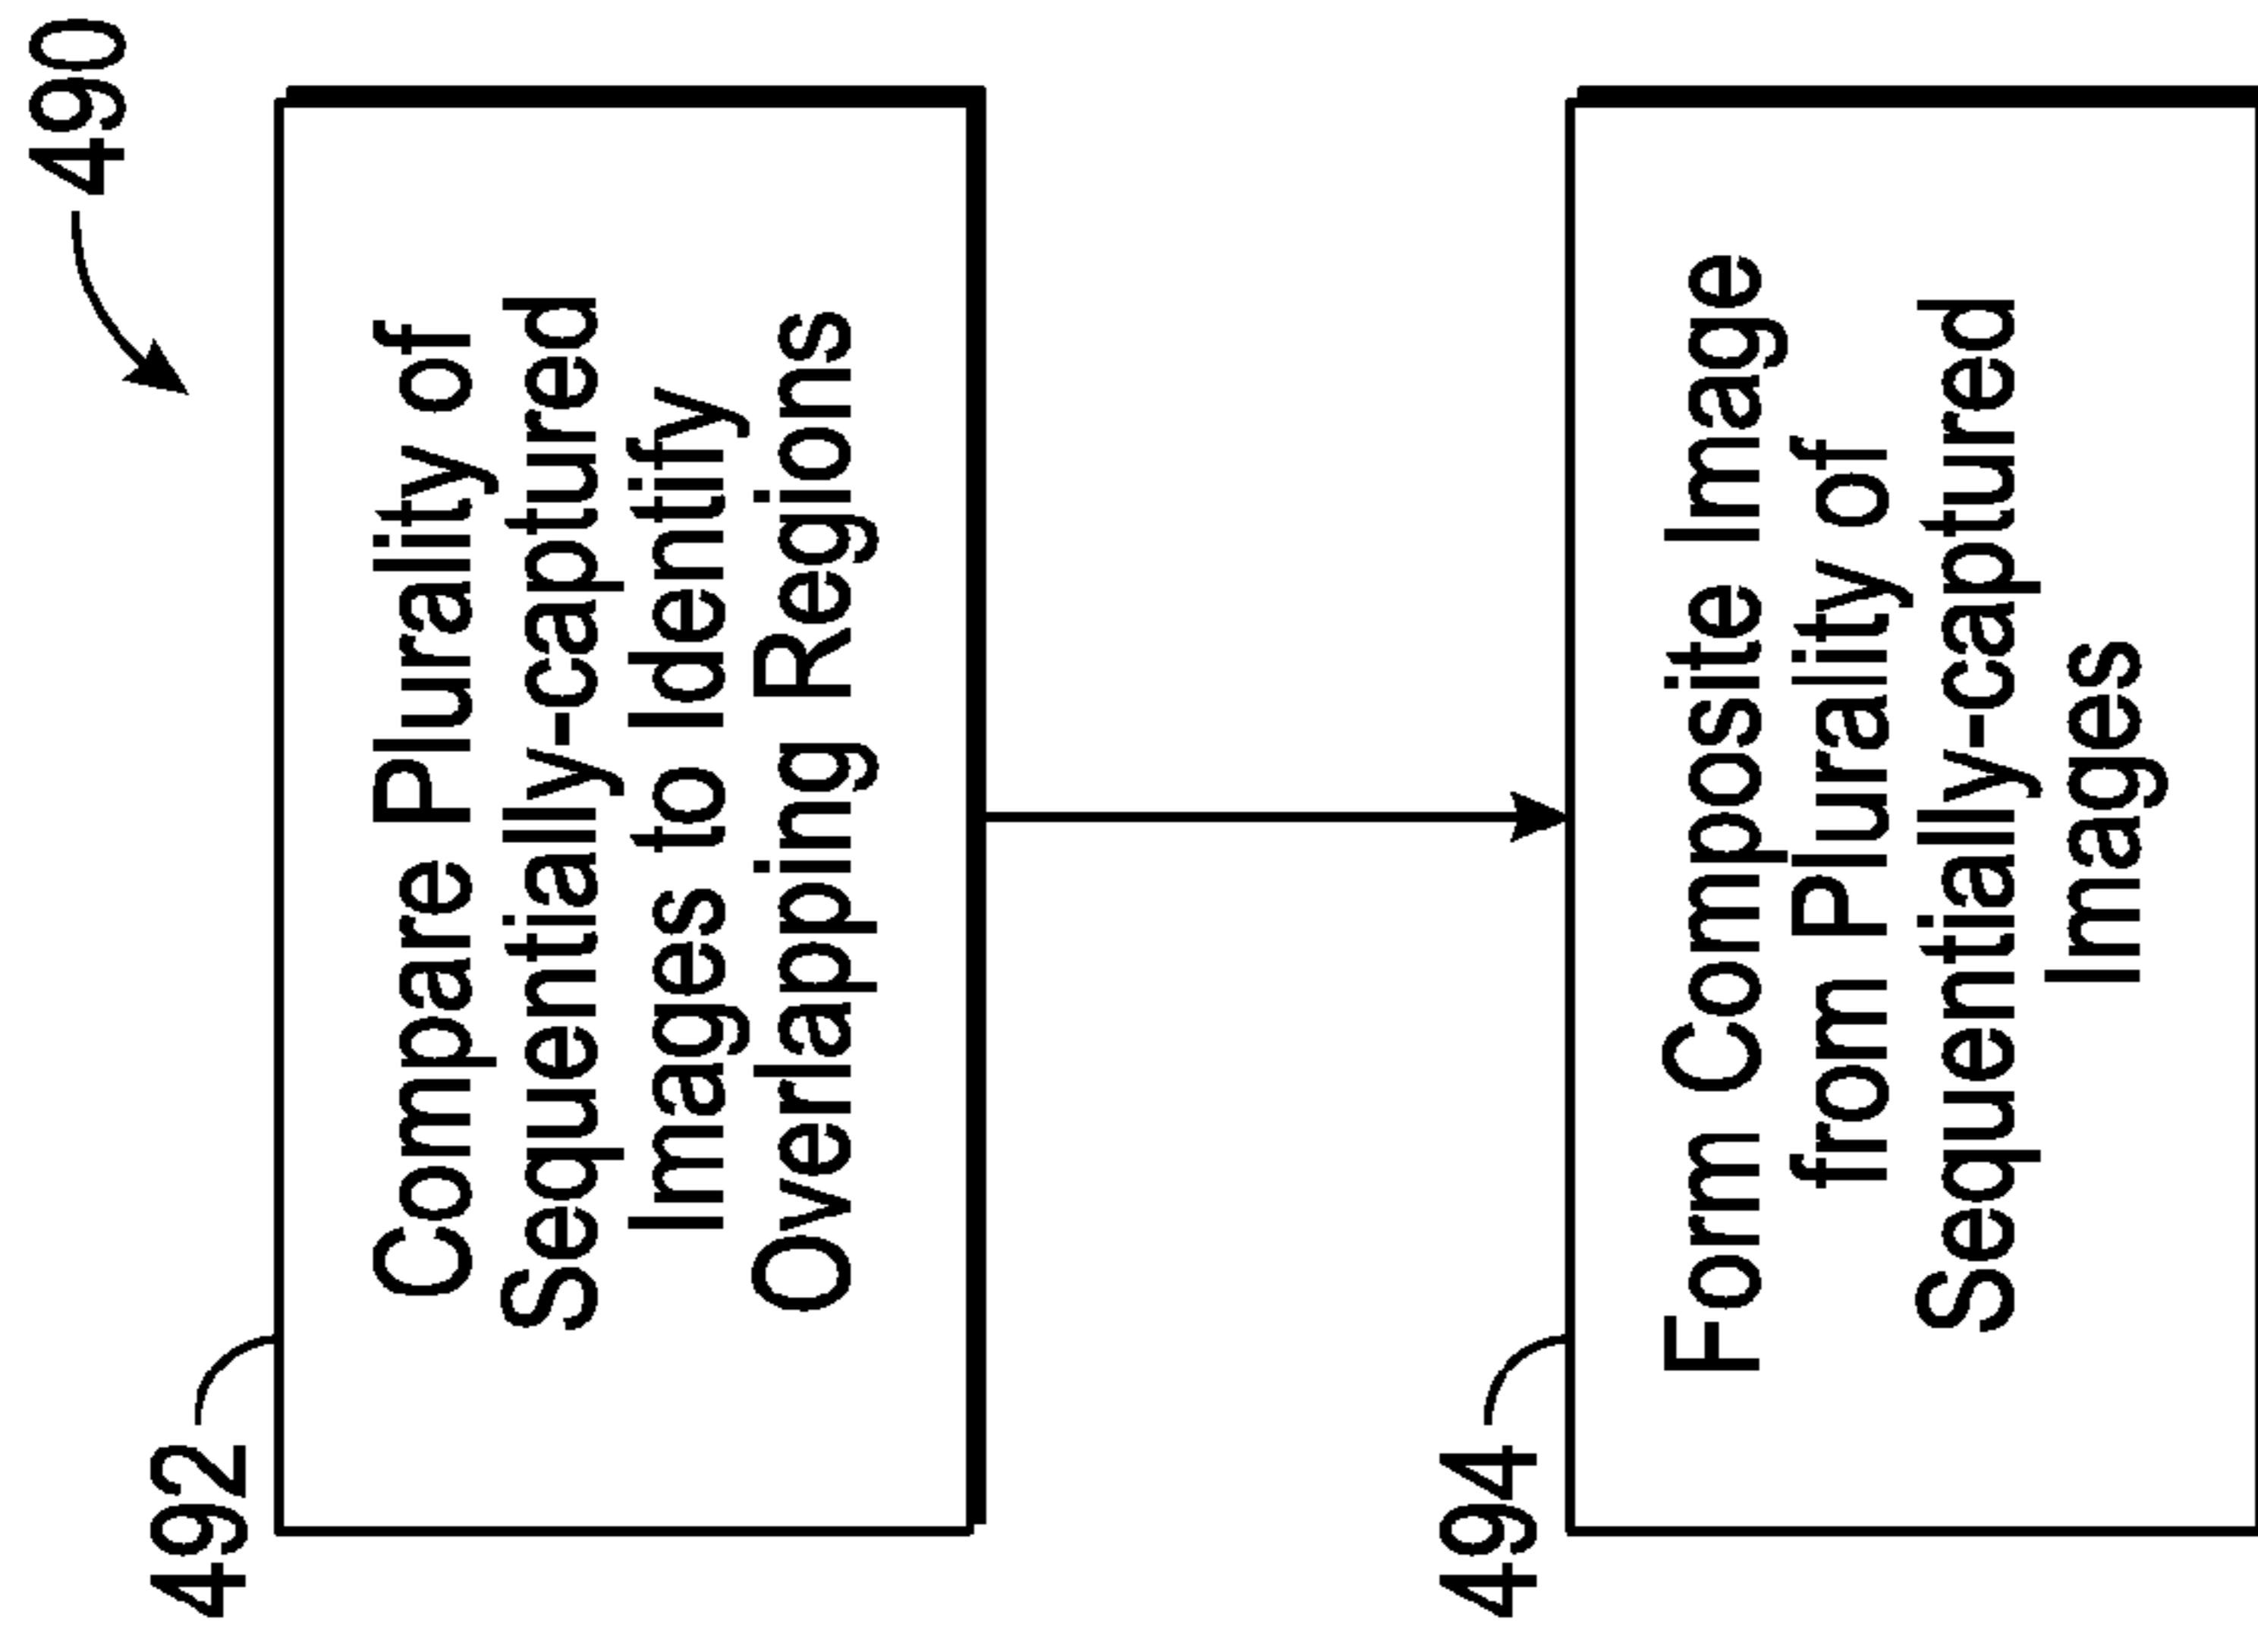 490
492
Compare Plurality of
Sequentially-captured
Images to Identify
Overlapping Regions
494
Form Composite Image
from Plurality of
Sequentially-captured
Images